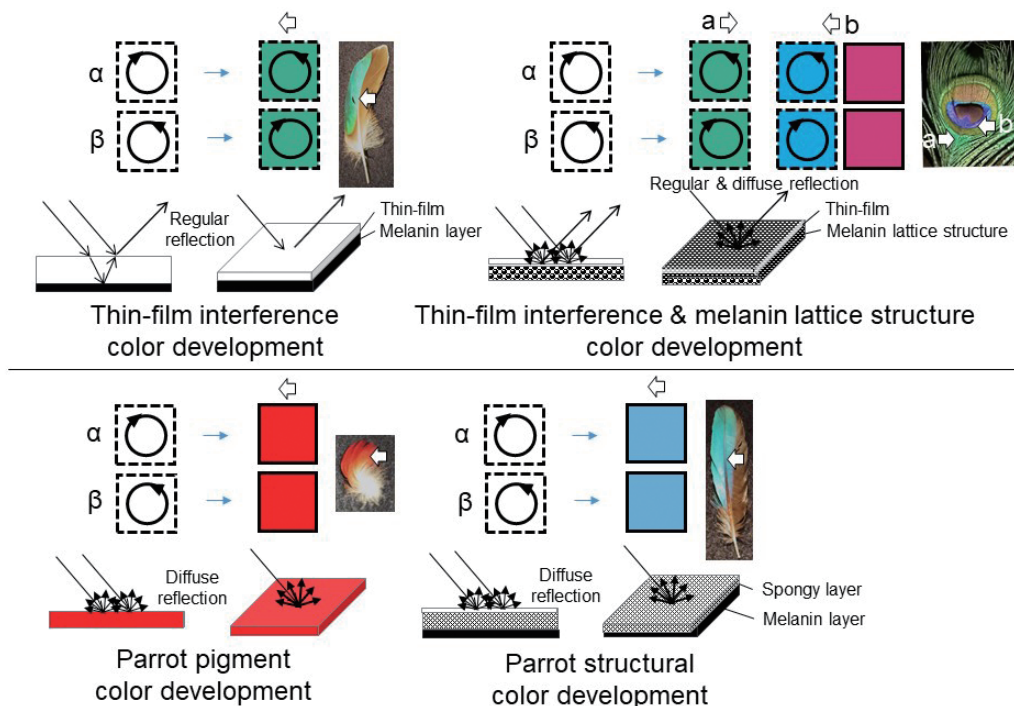 α
β
Regular
reflection
Thin-film
Melanin layer
Thin-film interference
color development
a
b
α
β
a
b
Regular & diffuse reflection
Thin-film
Melanin lattice structure
Thin-film interference & melanin lattice structure
color development
α
β
Diffuse
reflection
Parrot pigment
color development
α
β
Diffuse
reflection
Spongy layer
Melanin layer
Parrot structural
color development